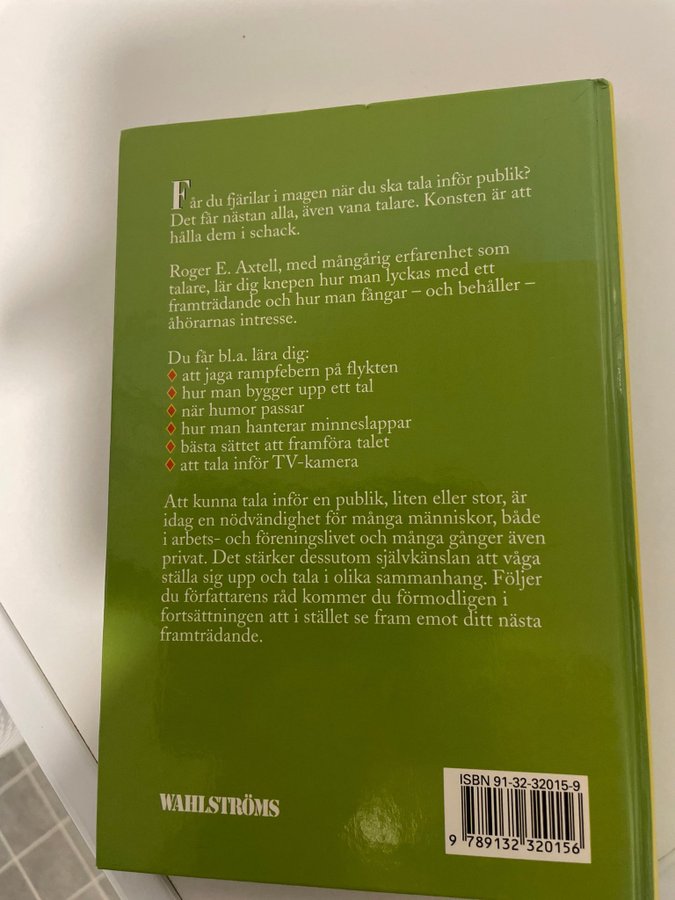 Får du fjärilar i magen när du ska tala inför publik?
Det får nästan alla, även vana talare. Konsten är att
hålla dem i schack.
Roger E. Axtell, med mångårig erfarenhet som
talare, lär dig knepen hur man lyckas med ett
framträdande och hur man fångar – och behåller –
åhörarnas intresse.
Du får bl.a. lära dig:
♦ att jaga rampfebern på flykten
♦ hur man bygger upp ett tal
♦ när humor passar
♦ hur man hanterar minneslappar
♦ bästa sättet att framföra talet
♦ att tala inför TV-kamera
Att kunna tala inför en publik, liten eller stor, är
idag en nödvändighet för många människor, både
i arbets- och föreningslivet och många gånger även
privat. Det stärker dessutom självkänslan att våga
ställa sig upp och tala i olika sammanhang. Följer
du författarens råd kommer du förmodligen i
fortsättningen att i stället se fram emot ditt nästa
framträdande.
WAHLSTRÖMS
ISBN 91-32-32015-9
9 789132 320156